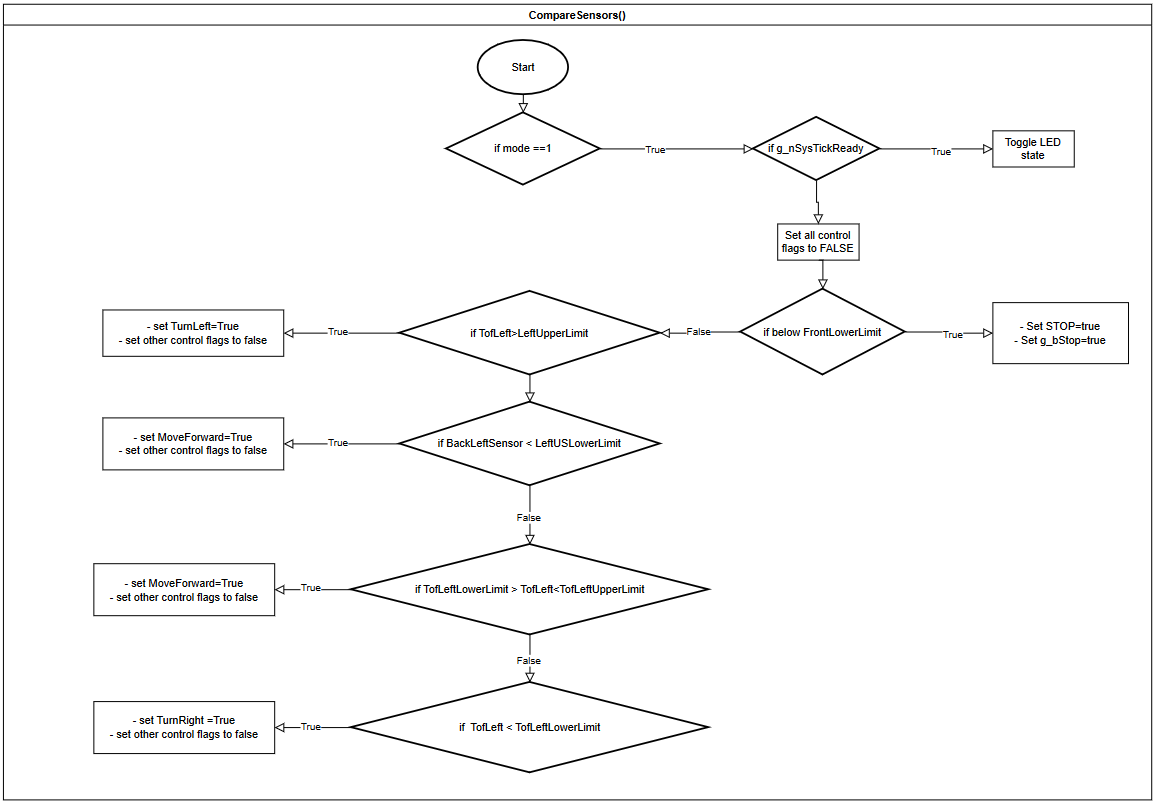 CompareSensors()
Start
if mode ==1
True
if g_nSysTickReady
True
Toggle LED
state
Set all control
flags to FALSE
if below FrontLowerLimit
True
- Set STOP=true
- Set g_bStop=true
False
if TofLeft>LeftUpperLimit
True
- set TurnLeft=True
- set other control flags to false
if BackLeftSensor < LeftUSLowerLimit
True
- set MoveForward=True
- set other control flags to false
False
if TofLeftLowerLimit > TofLeft<TofLeftUpperLimit
True
- set MoveForward=True
- set other control flags to false
False
if TofLeft < TofLeftLowerLimit
True
- set TurnRight =True
- set other control flags to false